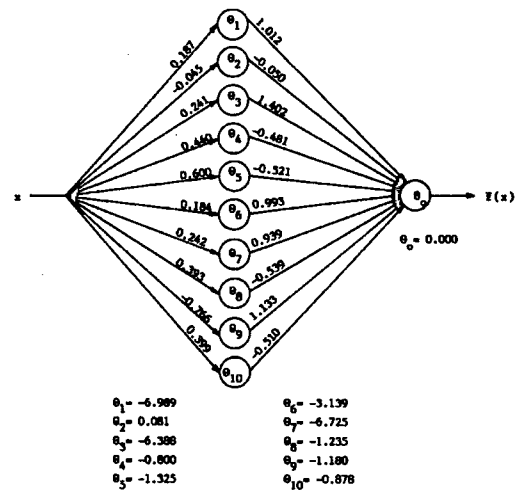 θ1
0.187
1.012
θ2
-0.045
-0.050
θ3
0.241
1.402
θ4
0.460
-0.481
θ5
0.600
-0.521
x
θ0
F(x)
θ6
0.184
0.993
θ0= 0.000
θ7
0.242
0.939
θ8
0.393
-0.539
θ9
-0.766
1.133
θ10
0.399
-0.510
θ1= -6.989
θ2= 0.081
θ3= -6.388
θ4= -0.800
θ5= -1.325
θ6= -3.139
θ7= -6.725
θ8= -1.235
θ9= -1.180
θ10= -0.878